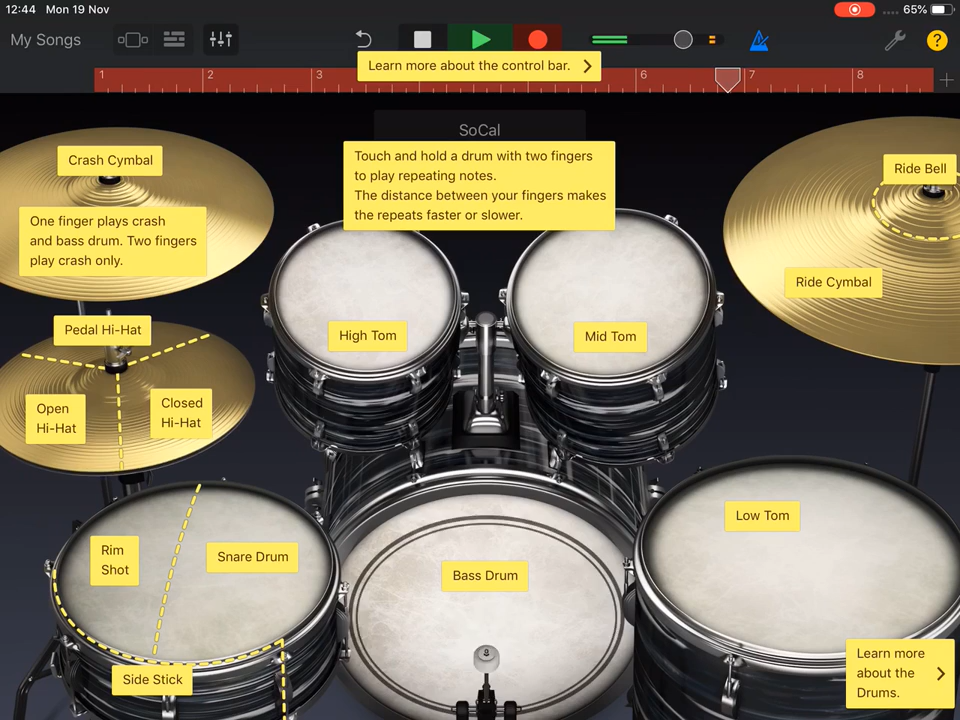 12:44 Mon 19 Nov
65%
My Songs
?
Learn more about the control bar.
1 2 3 6 7 8
SoCal
Touch and hold a drum with two fingers
to play repeating notes.
The distance between your fingers makes
the repeats faster or slower.
Crash Cymbal
One finger plays crash
and bass drum. Two fingers
play crash only.
Ride Bell
Ride Cymbal
Pedal Hi-Hat
Open
Hi-Hat
Closed
Hi-Hat
High Tom
Mid Tom
Low Tom
Rim
Shot
Snare Drum
Bass Drum
Side Stick
Learn more
about the
Drums.